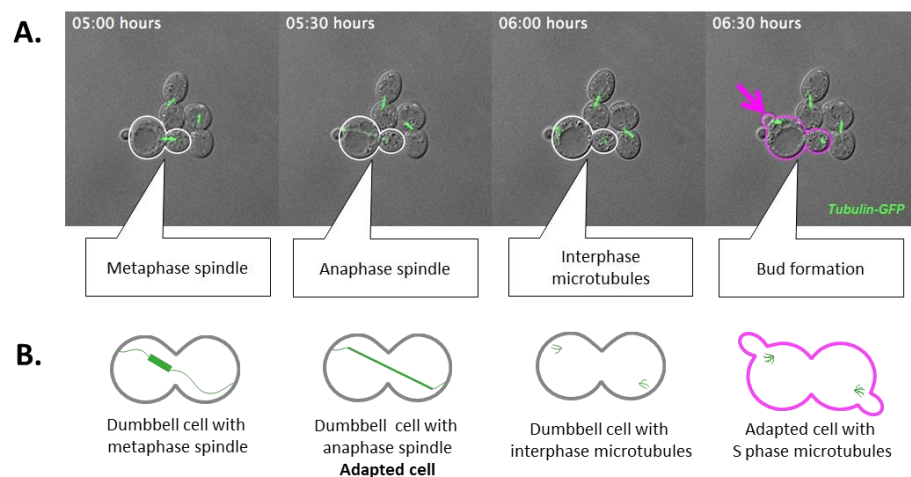 A.
05:00 hours
05:30 hours
06:00 hours
06:30 hours
Tubulin-GFP
Metaphase spindle
Anaphase spindle
Interphase
microtubules
Bud formation
B.
Dumbbell cell with
metaphase spindle
Dumbbell cell with
anaphase spindle
Adapted cell
Dumbbell cell with
interphase microtubules
Adapted cell with
S phase microtubules